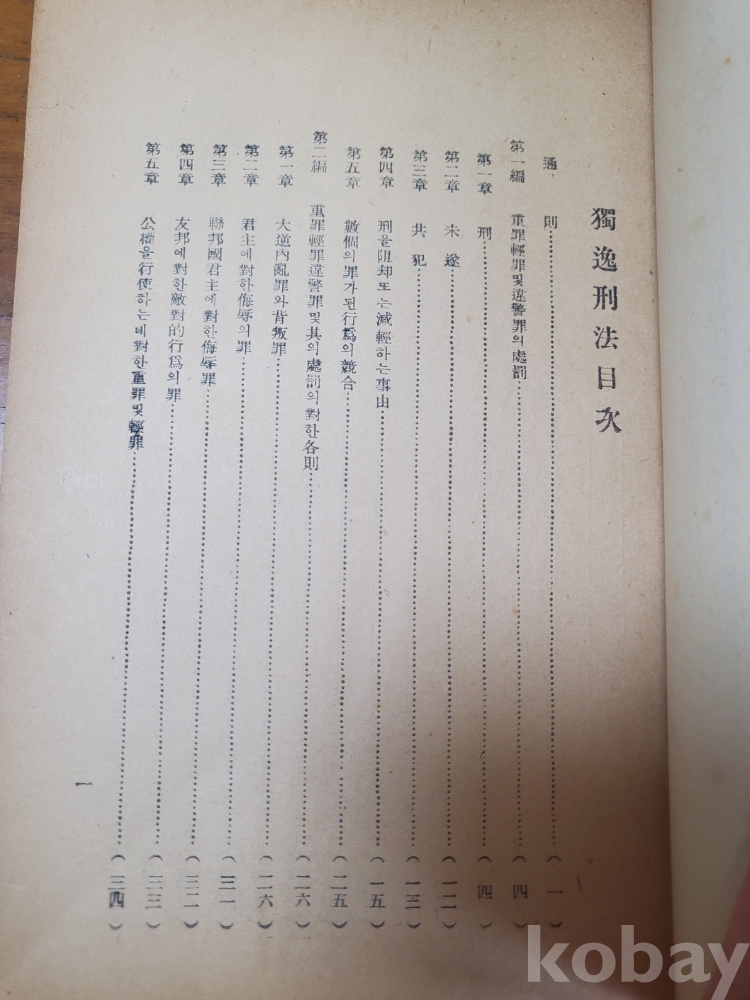 獨逸刑法目次
通則……(一)
第一編 重罪輕罪및違警罪의處罰……(四)
第一章 刑……(四)
第二章 未遂……(一二)
第三章 共犯……(一三)
第四章 刑을阻却또는減輕하는事由……(一五)
第五章 數個의罪가된行爲의競合……(二五)
第二編 重罪輕罪違警罪및其의處罰의對한各則……(二六)
第一章 大逆內亂罪와背叛罪……(二六)
第二章 君主에對한侮辱의罪……(三一)
第三章 聯邦國君主에對한侮辱罪……(三二)
第四章 友邦에對한敵對的行爲의罪……(三三)
第五章 公權을行使하는데對한重罪및輕罪……(三四)
一
kobay